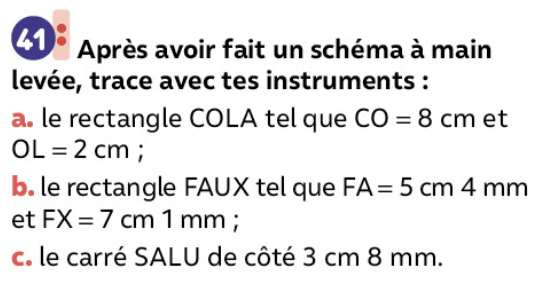 41 Après avoir fait un schéma à main
levée, trace avec tes instruments :
a. le rectangle COLA tel que CO = 8 cm et
OL = 2 cm ;
b. le rectangle FAUX tel que FA = 5 cm 4 mm
et FX = 7 cm 1 mm ;
c. le carré SALU de côté 3 cm 8 mm.